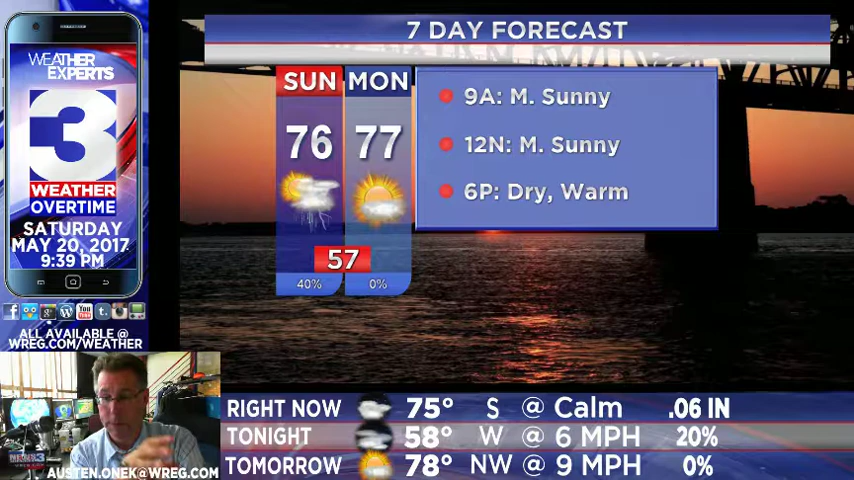 7 DAY FORECAST
WEATHER
EXPERTS
3
WEATHER
OVERTIME
SATURDAY
MAY 20, 2017
9:39 PM
ALL AVAILABLE @
WREG.COM/WEATHER
SUN MON
76 77
57
40% 0%
9A: M. Sunny
12N: M. Sunny
6P: Dry, Warm
RIGHT NOW 75° S @ Calm .06 IN
TONIGHT 58° W @ 6 MPH 20%
TOMORROW 78° NW @ 9 MPH 0%
AUSTEN.ONEK@WREG.COM